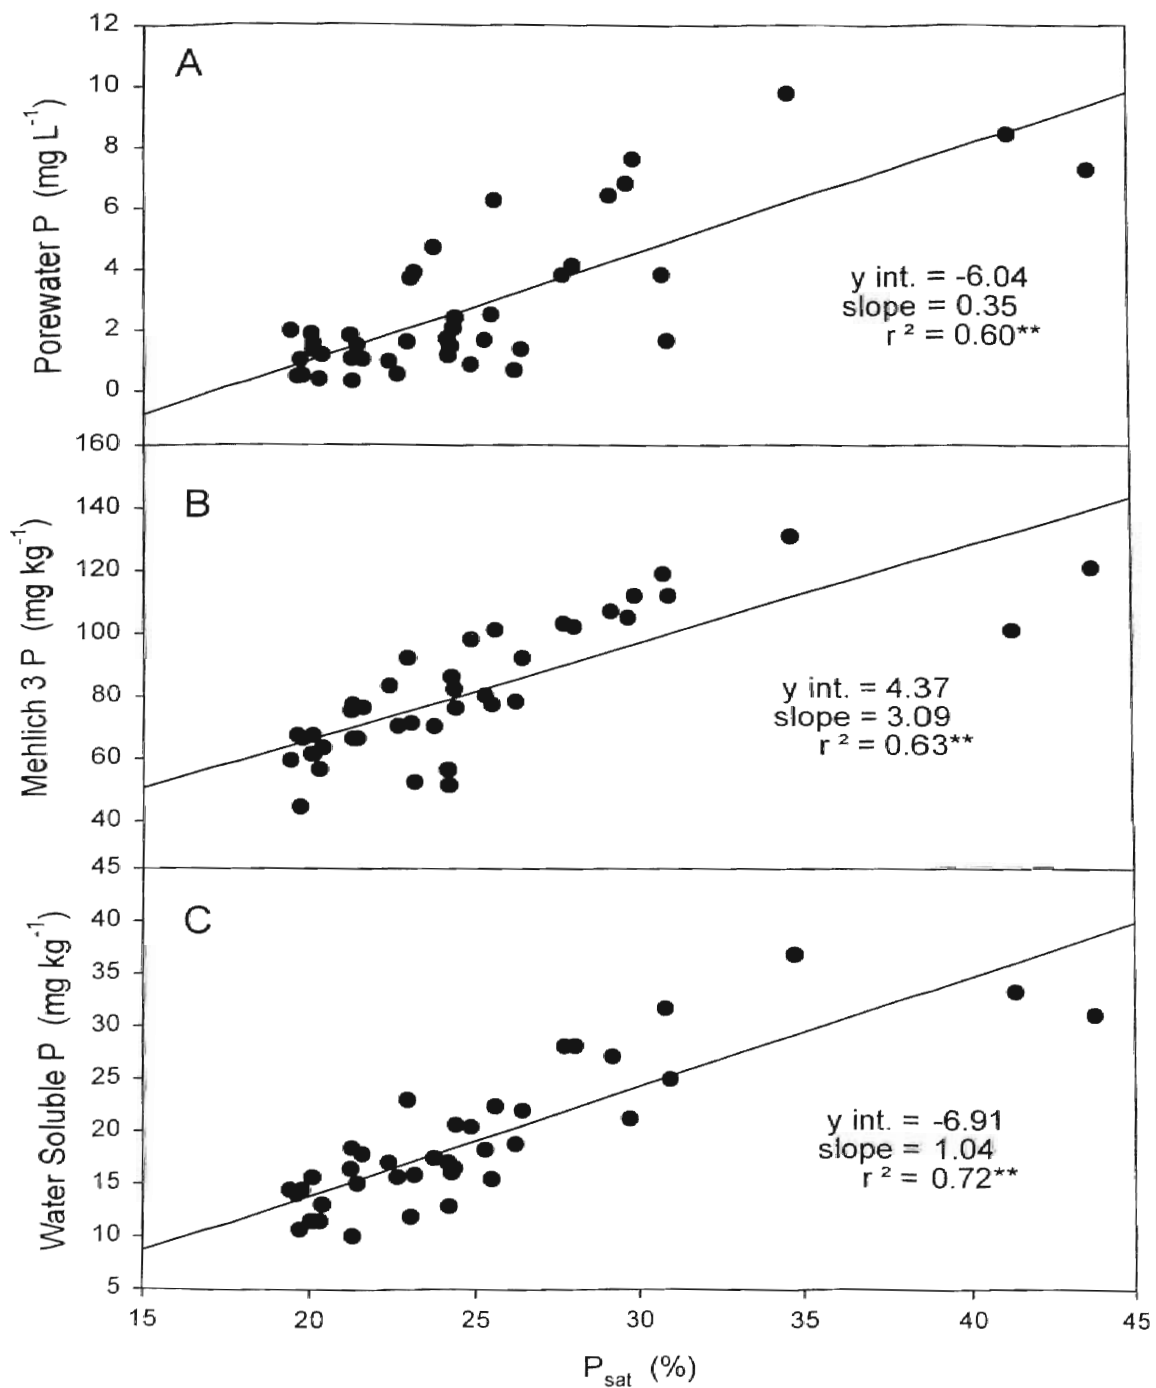 12
A
10
8
6
4
2
0
Porewater P (mg L⁻¹)
y int. = -6.04
slope = 0.35
r ² = 0.60**
160
B
140
120
100
80
60
40
Mehlich 3 P (mg kg⁻¹)
y int. = 4.37
slope = 3.09
r ² = 0.63**
45
C
40
35
30
25
20
15
10
5
Water Soluble P (mg kg⁻¹)
y int. = -6.91
slope = 1.04
r ² = 0.72**
15 20 25 30 35 40 45
Psat (%)